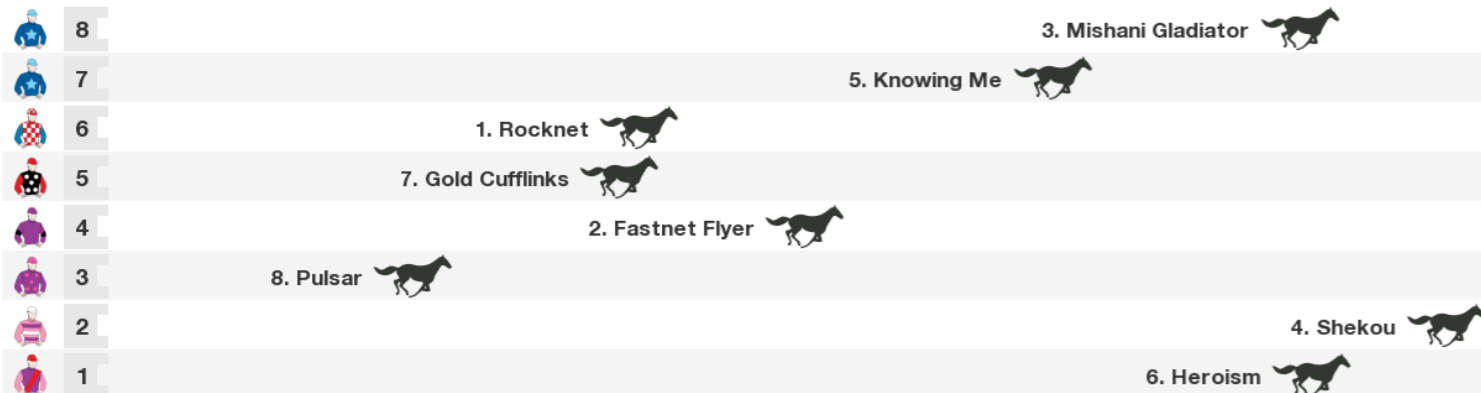 8 3. Mishani Gladiator
7 5. Knowing Me
6 1. Rocknet
5 7. Gold Cufflinks
4 2. Fastnet Flyer
3 8. Pulsar
2 4. Shekou
1 6. Heroism